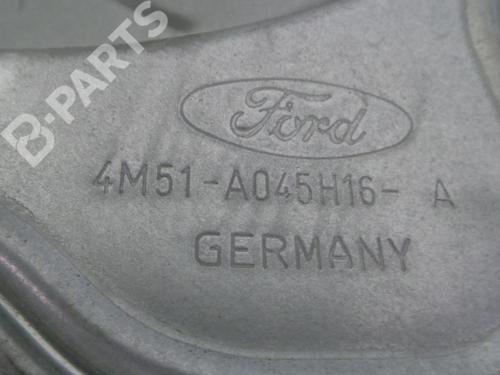 B-PARTS
Ford
4M51-A045H16- A
GERMANY